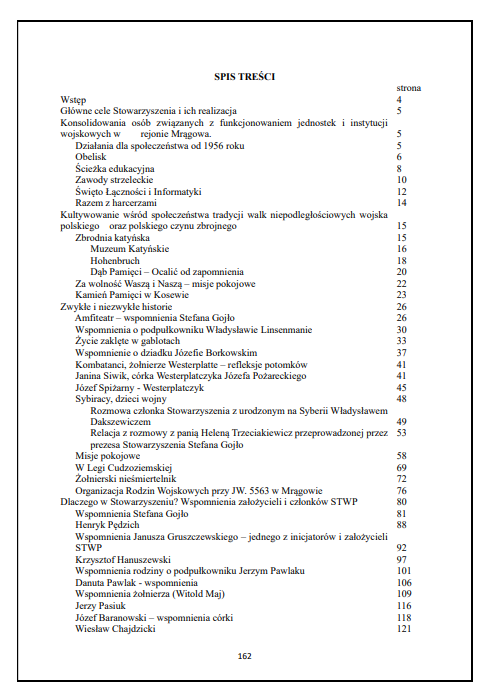 SPIS TREŚCI
strona
Wstęp 4
Główne cele Stowarzyszenia i ich realizacja 5
Konsolidowania osób związanych z funkcjonowaniem jednostek i instytucji
wojskowych w rejonie Mrągowa. 5
Działania dla społeczeństwa od 1956 roku 5
Obelisk 6
Ścieżka edukacyjna 8
Zawody strzeleckie 10
Święto Łączności i Informatyki 12
Razem z harcerzami 14
Kultywowanie wśród społeczeństwa tradycji walk niepodległościowych wojska
polskiego oraz polskiego czynu zbrojnego 15
Zbrodnia katyńska 15
Muzeum Katyńskie 16
Hohenbruch 18
Dąb Pamięci – Ocalić od zapomnienia 20
Za wolność Waszą i Naszą – misje pokojowe 22
Kamień Pamięci w Kosewie 23
Zwykłe i niezwykłe historie 26
Amfiteatr – wspomnienia Stefana Gojło 26
Wspomnienia o podpułkowniku Władysławie Linsenmanie 30
Życie zaklęte w gablotach 33
Wspomnienie o dziadku Józefie Borkowskim 37
Kombatanci, żołnierze Westerplatte – refleksje potomków 41
Janina Siwik, córka Westerplatczyka Józefa Pożareckiego 41
Józef Spiżarny - Westerplatczyk 45
Sybiracy, dzieci wojny 48
Rozmowa członka Stowarzyszenia z urodzonym na Syberii Władysławem
Dakszewiczem 49
Relacja z rozmowy z panią Heleną Trzeciakiewicz przeprowadzonej przez 53
prezesa Stowarzyszenia Stefana Gojło
Misje pokojowe 58
W Legi Cudzoziemskiej 69
Żołnierski nieśmiertelnik 72
Organizacja Rodzin Wojskowych przy JW. 5563 w Mrągowie 76
Dlaczego w Stowarzyszeniu? Wspomnienia założycieli i członków STWP 80
Wspomnienia Stefana Gojło 81
Henryk Pędzich 88
Wspomnienia Janusza Gruszczewskiego – jednego z inicjatorów i założycieli
STWP 92
Krzysztof Hanuszewski 97
Wspomnienia rodziny o podpułkowniku Jerzym Pawlaku 101
Danuta Pawlak - wspomnienia 106
Wspomnienia żołnierza (Witold Maj) 109
Jerzy Pasiuk 116
Józef Baranowski – wspomnienia córki 118
Wiesław Chajdzicki 121
162